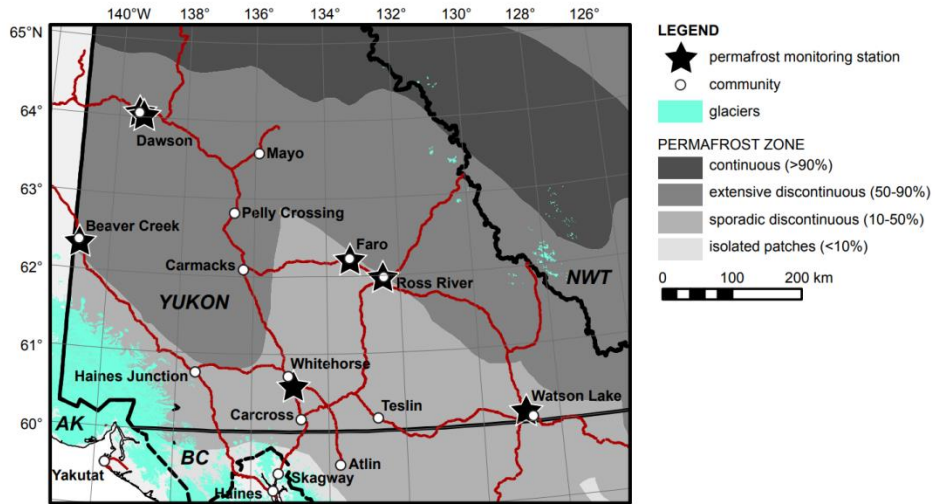 140°W 138° 135° 133° 130° 128° 126°
65°N
64°
63°
62°
61°
60°
Dawson
Mayo
Pelly Crossing
Beaver Creek
Faro
Carmacks
Ross River
NWT
YUKON
Whitehorse
Haines Junction
Watson Lake
Carcross
Teslin
AK
BC
Atlin
Yakutat
Skagway
Haines
LEGEND
permafrost monitoring station
community
glaciers
PERMAFROST ZONE
continuous (>90%)
extensive discontinuous (50-90%)
sporadic discontinuous (10-50%)
isolated patches (<10%)
0 100 200 km